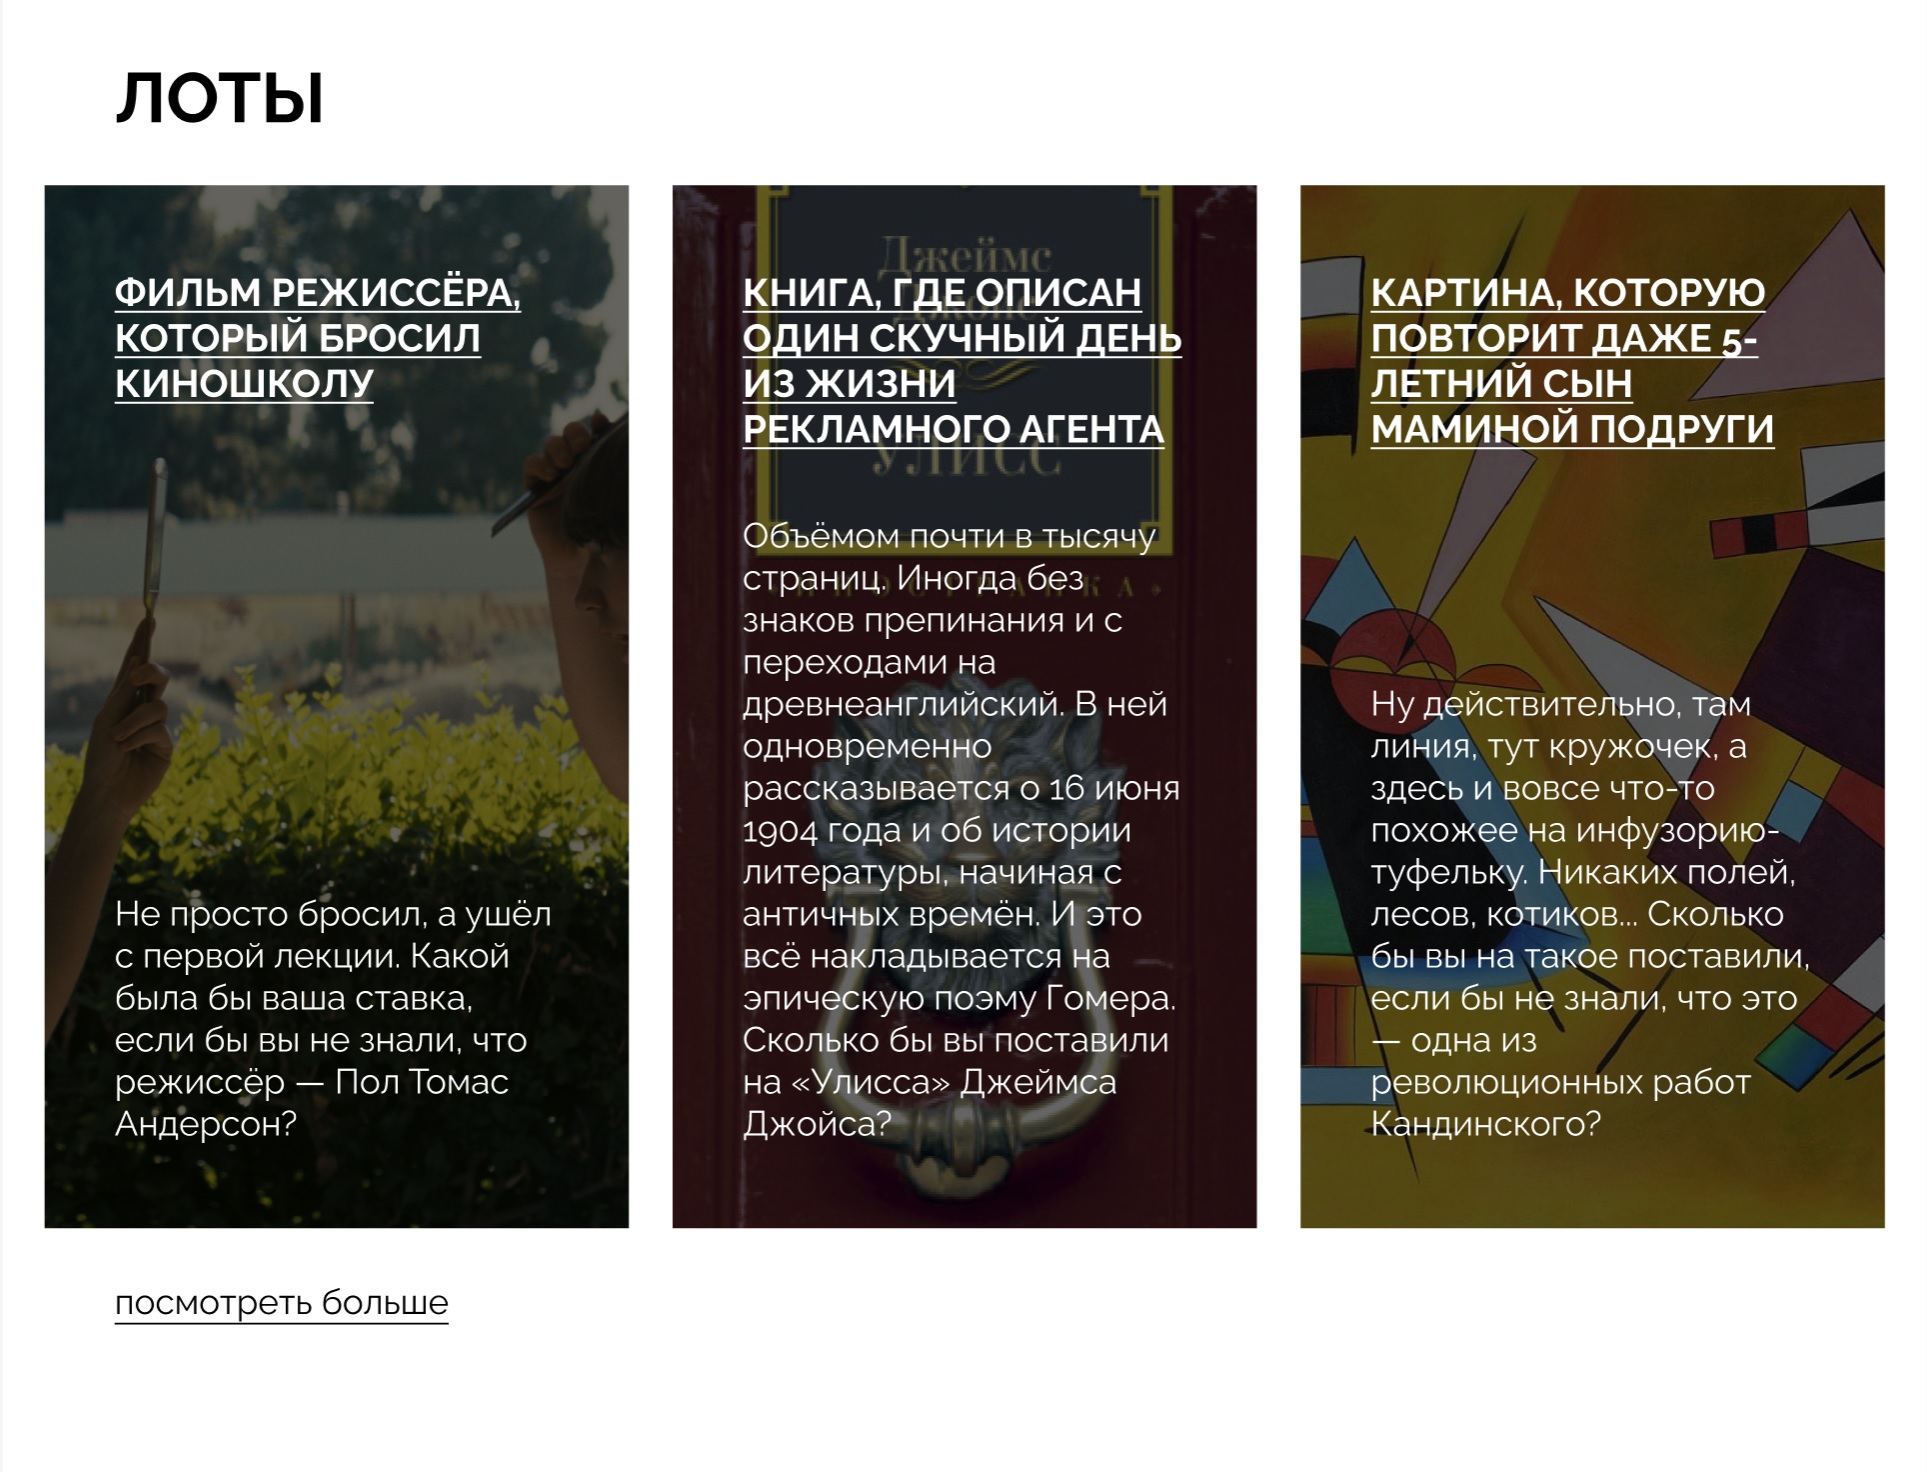 ЛОТЫ
ФИЛЬМ РЕЖИССЁРА,
КОТОРЫЙ БРОСИЛ
КИНОШКОЛУ
Не просто бросил, а ушёл
с первой лекции. Какой
была бы ваша ставка,
если бы вы не знали, что
режиссёр — Пол Томас
Андерсон?
Джеймс
Джойс
УЛИСС
КНИГА, ГДЕ ОПИСАН
ОДИН СКУЧНЫЙ ДЕНЬ
ИЗ ЖИЗНИ
РЕКЛАМНОГО АГЕНТА
Объёмом почти в тысячу
страниц. Иногда без
знаков препинания и с
переходами на
древнеанглийский. В ней
одновременно
рассказывается о 16 июня
1904 года и об истории
литературы, начиная с
античных времён. И это
всё накладывается на
эпическую поэму Гомера.
Сколько бы вы поставили
на «Улисса» Джеймса
Джойса?
КАРТИНА, КОТОРУЮ
ПОВТОРИТ ДАЖЕ 5-
ЛЕТНИЙ СЫН
МАМИНОЙ ПОДРУГИ
Ну действительно, там
линия, тут кружочек, а
здесь и вовсе что-то
похожее на инфузорию-
туфельку. Никаких полей,
лесов, котиков... Сколько
бы вы на такое поставили,
если бы не знали, что это
— одна из
революционных работ
Кандинского?
посмотреть больше